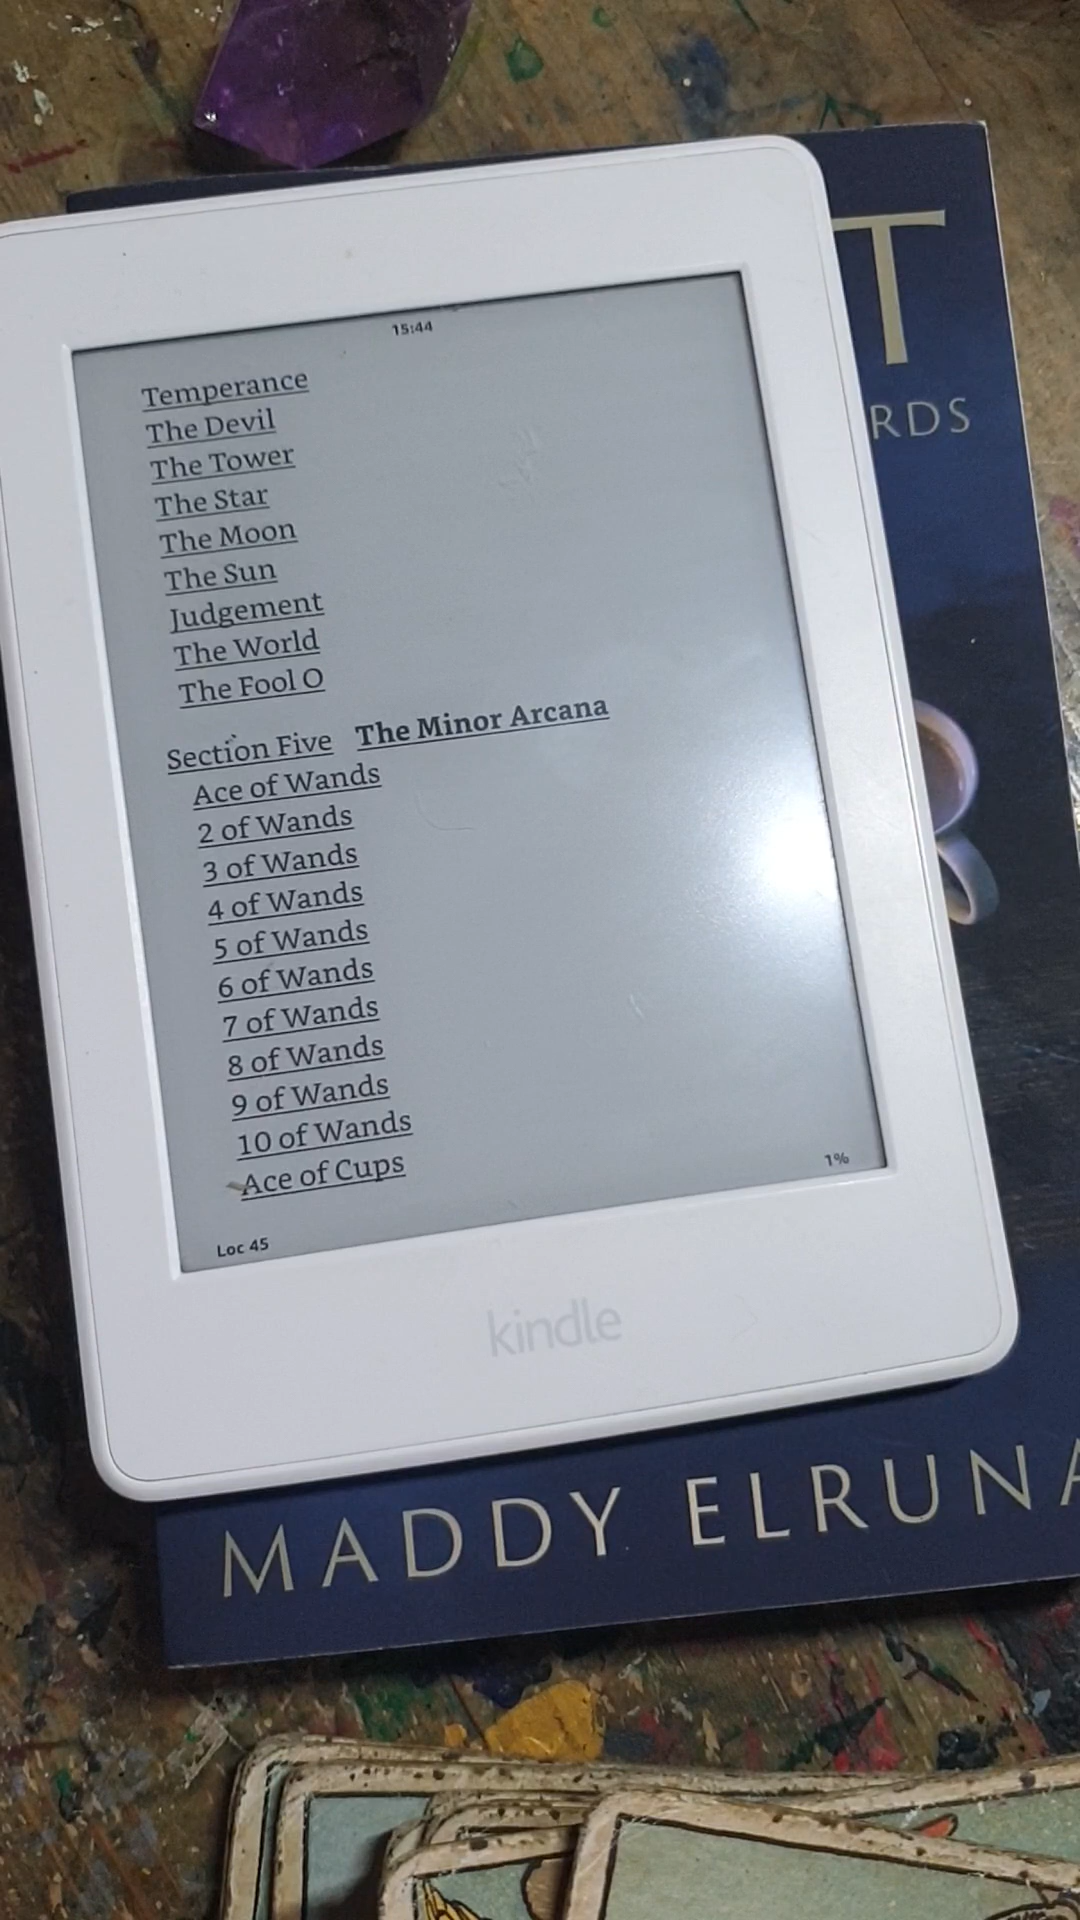 T
RDS
15:44
Temperance
The Devil
The Tower
The Star
The Moon
The Sun
Judgement
The World
The Fool O
Section Five The Minor Arcana
Ace of Wands
2 of Wands
3 of Wands
4 of Wands
5 of Wands
6 of Wands
7 of Wands
8 of Wands
9 of Wands
10 of Wands
Ace of Cups
1%
Loc 45
kindle
MADDY ELRUNA